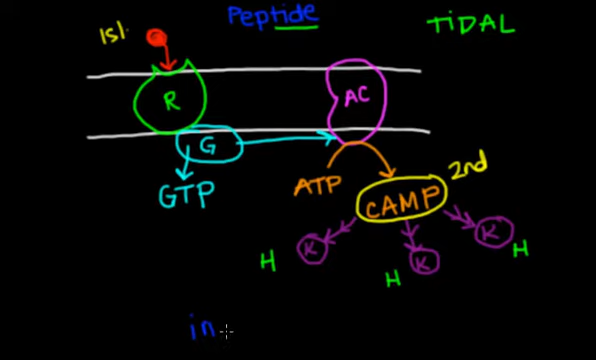 Peptide
TiDAL
1st
R
AC
G
GTP
ATP
2nd
cAMP
K
K
K
H
H
H
in